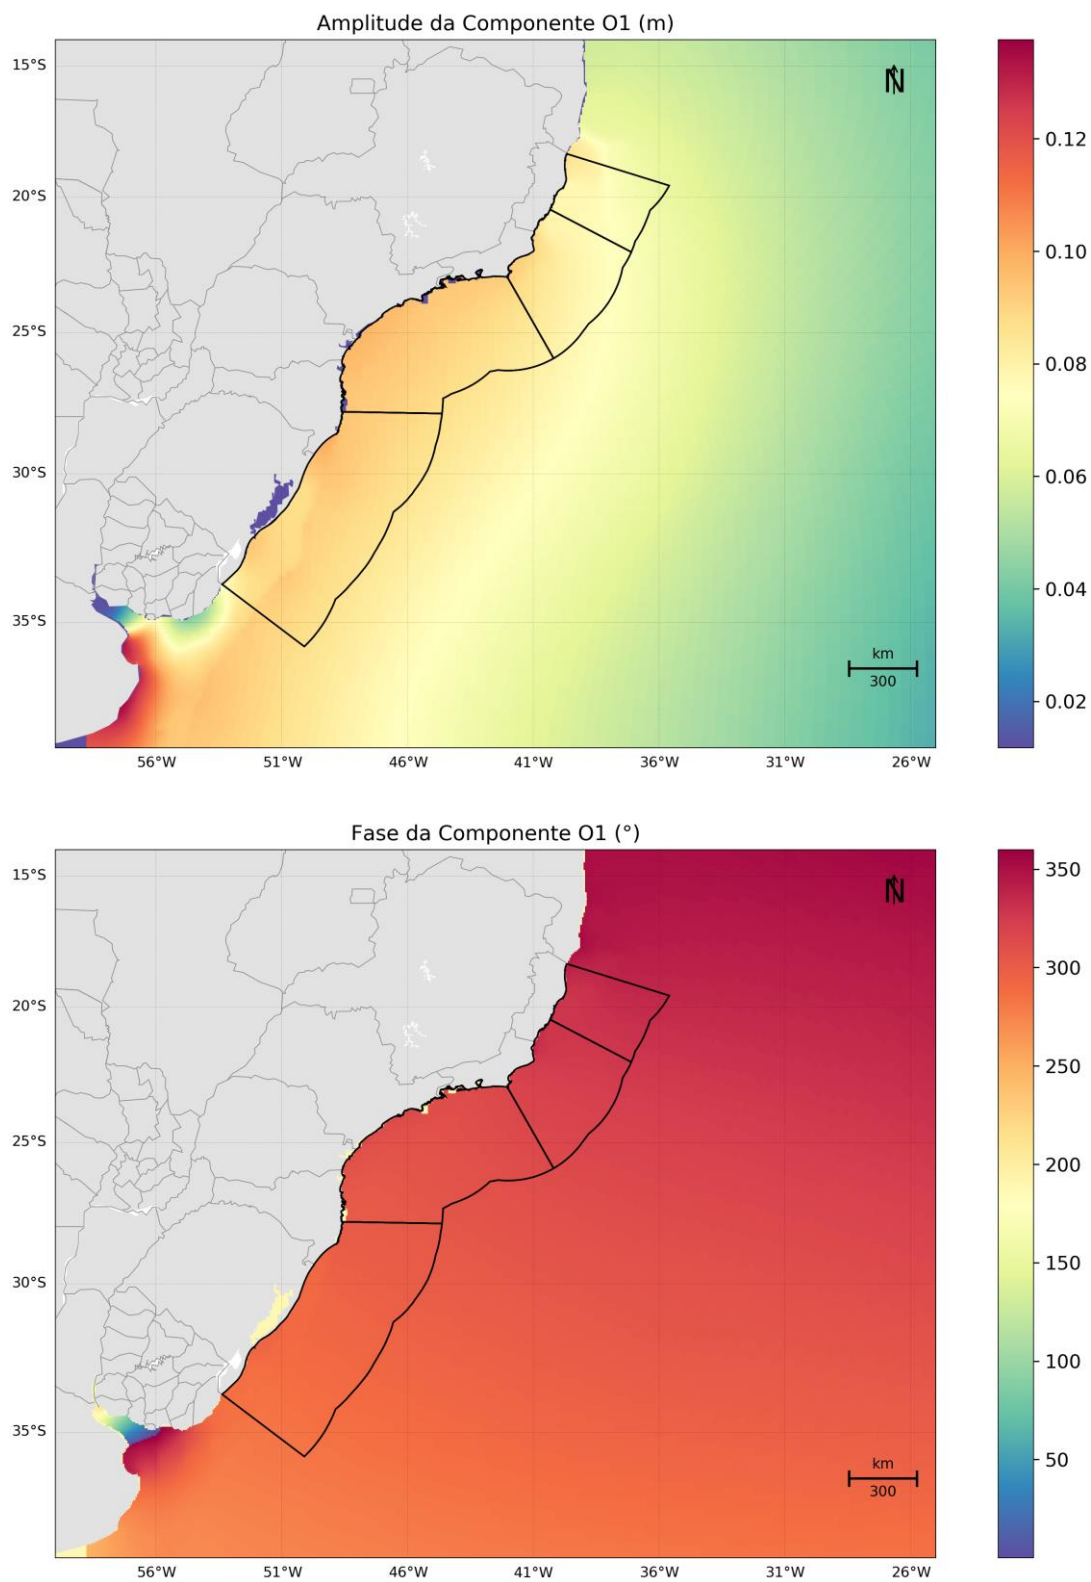 Amplitude da Componente O1 (m)
15°S
20°S
25°S
30°S
35°S
N
km
300
56°W 51°W 46°W 41°W 36°W 31°W 26°W
0.12
0.10
0.08
0.06
0.04
0.02
Fase da Componente O1 (°)
15°S
20°S
25°S
30°S
35°S
N
km
300
56°W 51°W 46°W 41°W 36°W 31°W 26°W
350
300
250
200
150
100
50